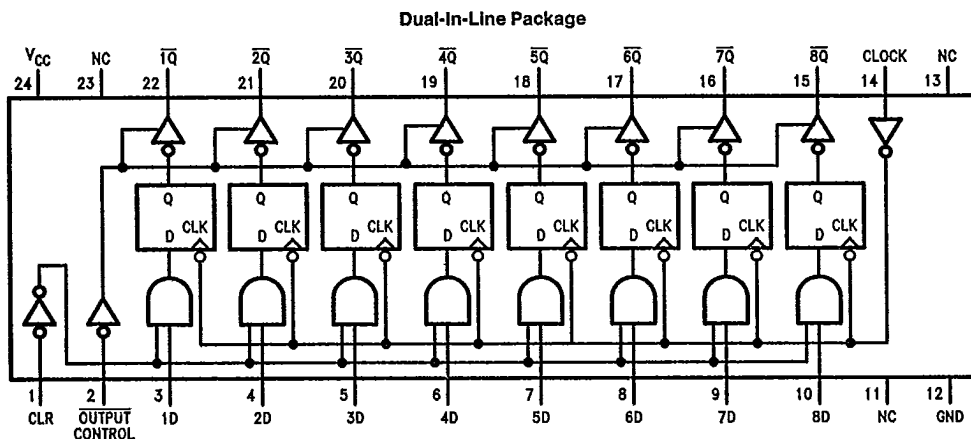 Dual-In-Line Package
VCC NC 1Q̅ 2Q̅ 3Q̅ 4Q̅ 5Q̅ 6Q̅ 7Q̅ 8Q̅ CLOCK NC
24 23 22 21 20 19 18 17 16 15 14 13
Q Q Q Q Q Q Q Q
CLK CLK CLK CLK CLK CLK CLK CLK
D D D D D D D D
1 2 3 4 5 6 7 8 9 10 11 12
CLR OUTPUT 1D 2D 3D 4D 5D 6D 7D 8D NC GND
CONTROL